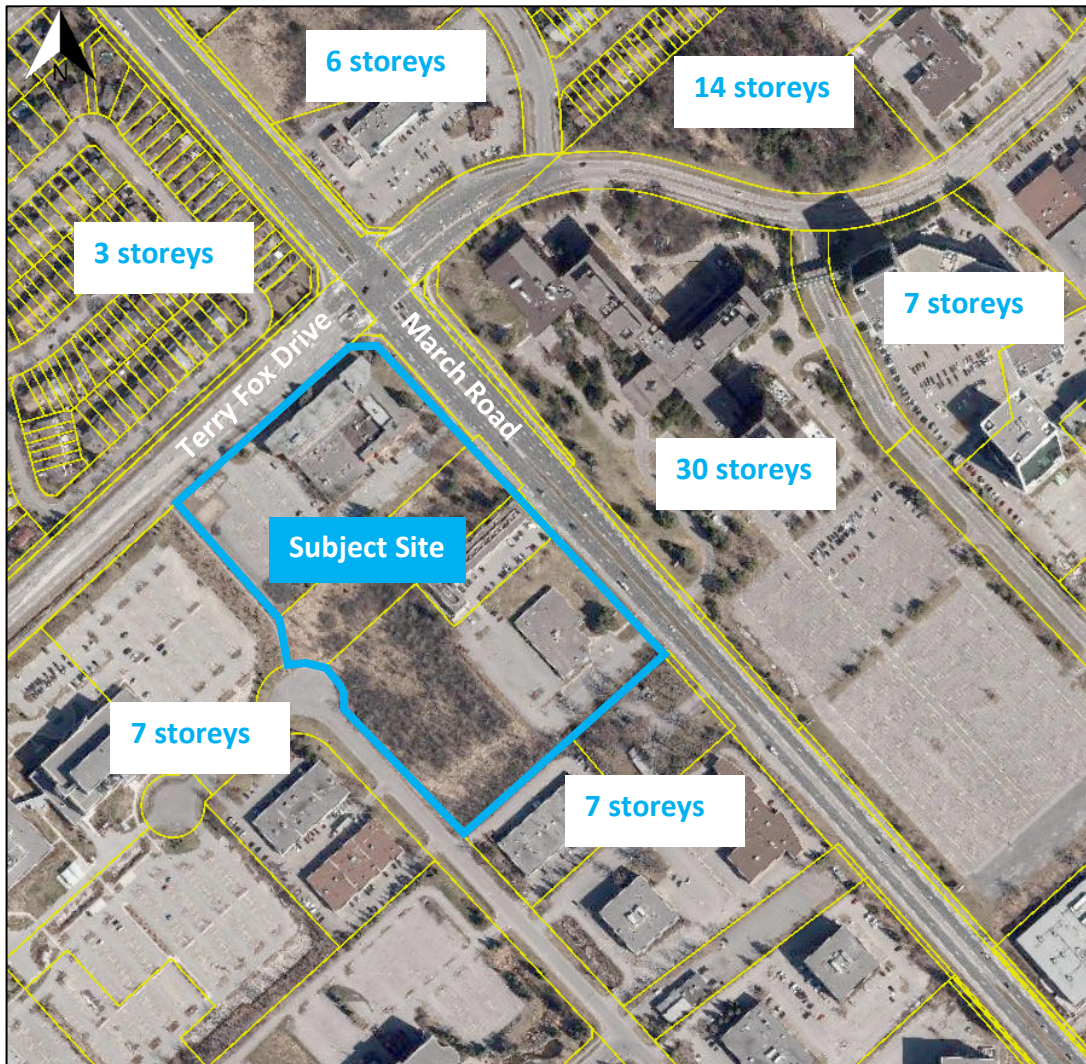 N
6 storeys
14 storeys
3 storeys
7 storeys
Terry Fox Drive
March Road
30 storeys
Subject Site
7 storeys
7 storeys